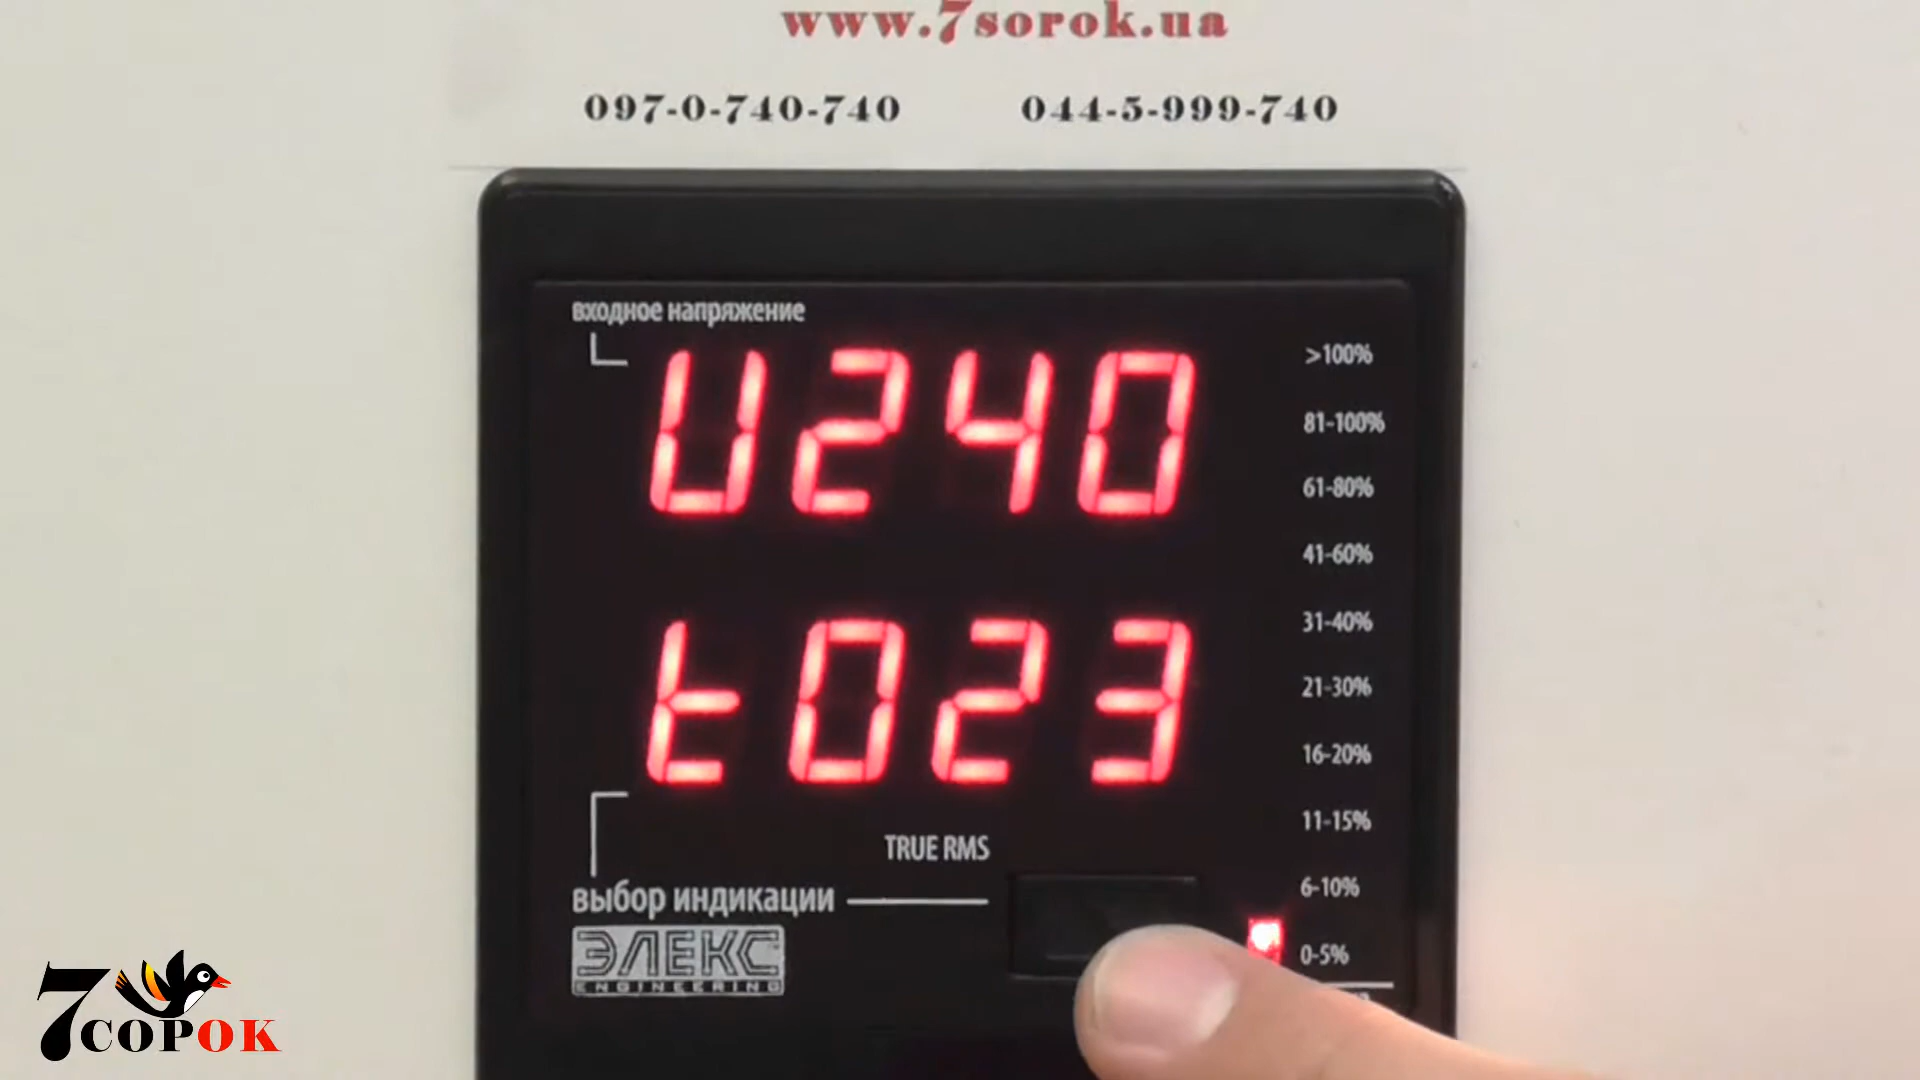 www.7sorok.ua
097-0-740-740 044-5-999-740
входное напряжение
U240
t023
>100%
81-100%
61-80%
41-60%
31-40%
21-30%
16-20%
11-15%
6-10%
0-5%
TRUE RMS
выбор индикации
ЭЛЕКС
ENGINEERING
7СОРОК